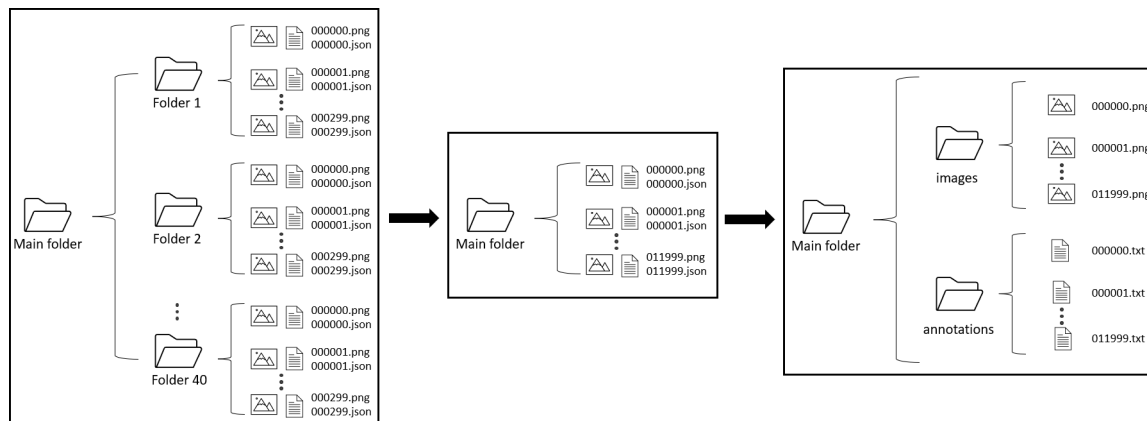 Main folder
Folder 1
000000.png
000000.json
000001.png
000001.json
000299.png
000299.json
Folder 2
000000.png
000000.json
000001.png
000001.json
000299.png
000299.json
Folder 40
000000.png
000000.json
000001.png
000001.json
000299.png
000299.json
Main folder
000000.png
000000.json
000001.png
000001.json
011999.png
011999.json
Main folder
images
000000.png
000001.png
011999.png
annotations
000000.txt
000001.txt
011999.txt